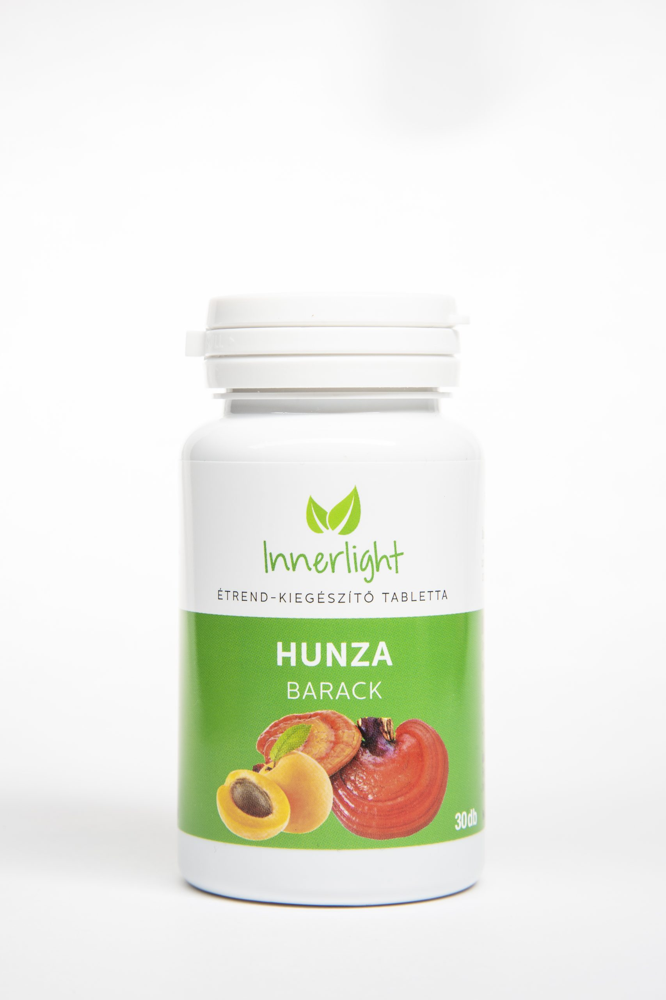 Innerlight
ÉTREND-KIEGÉSZÍTŐ TABLETTA
HUNZA
BARACK
30db